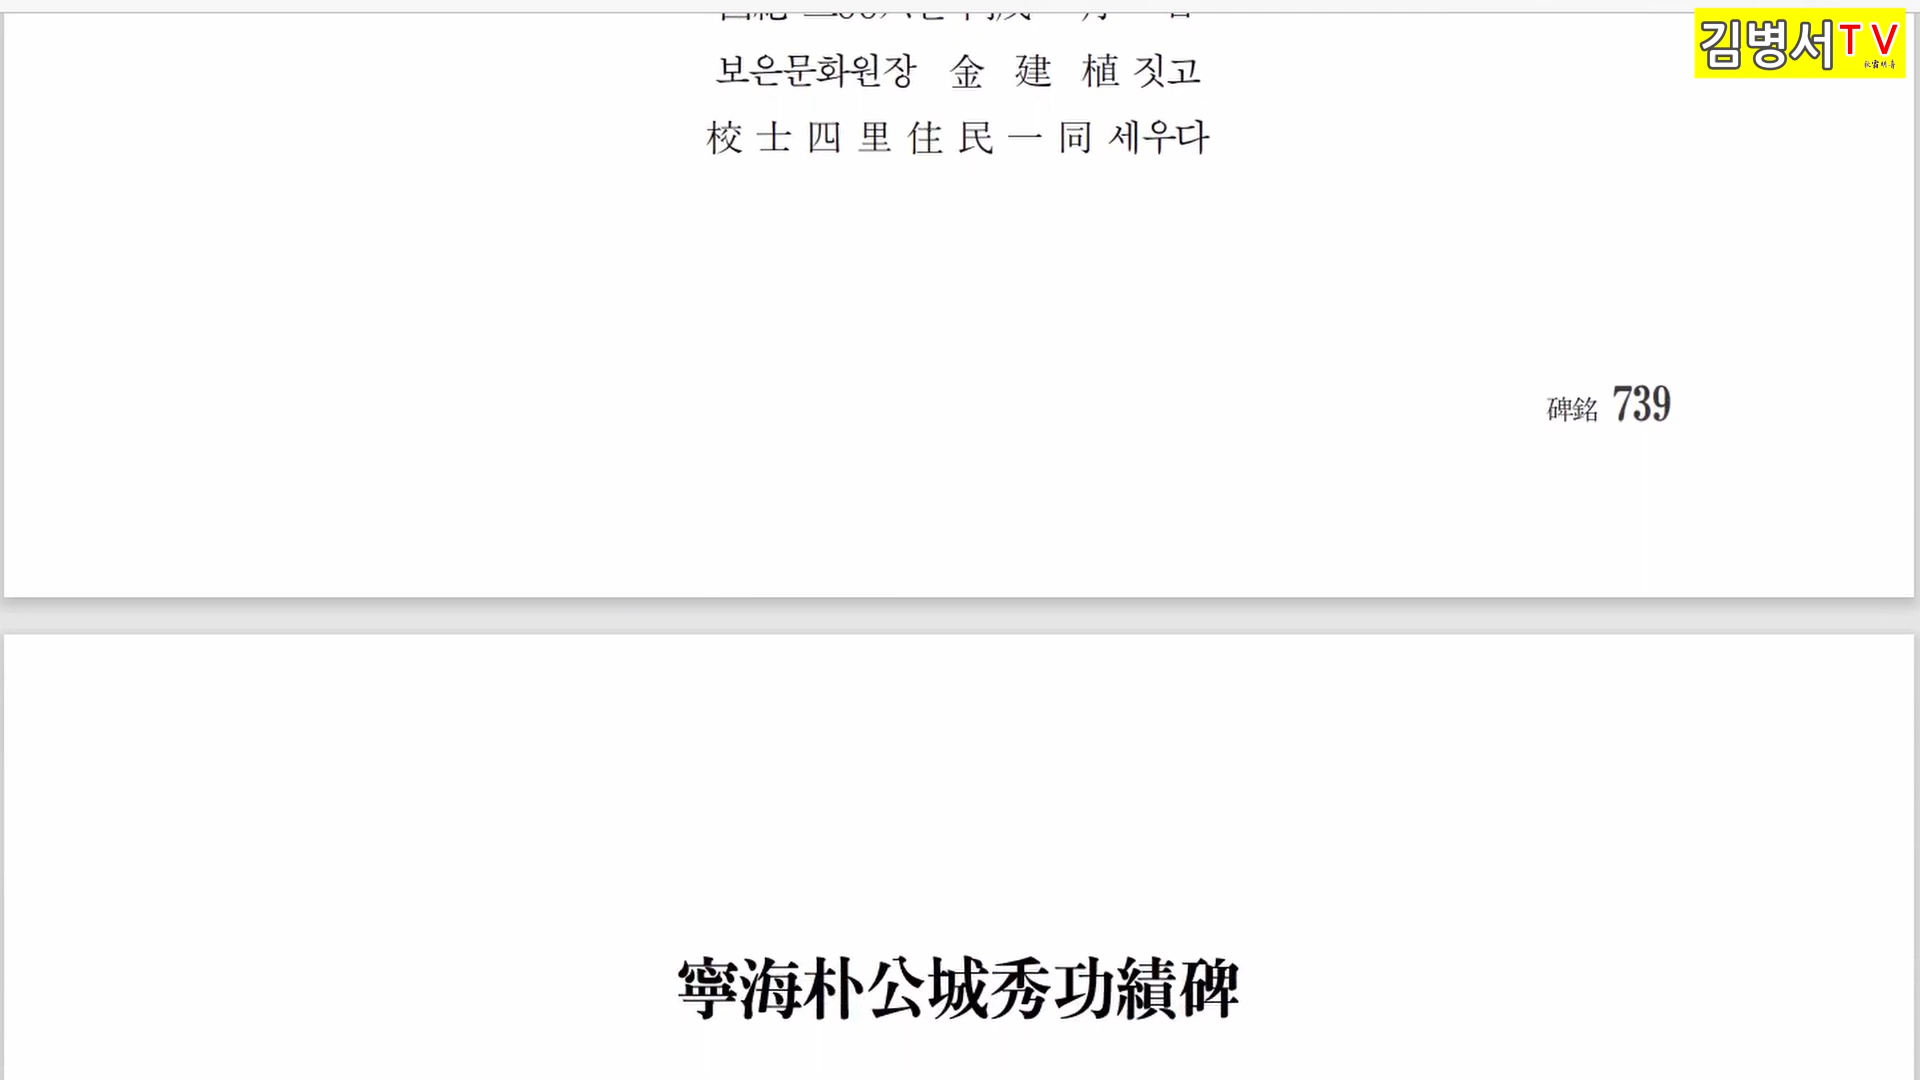 김병서TV
보은문화원장 金 建 植 짓고
校 士 四 里 住 民 一 同 세우다
碑銘 739
寧海朴公城秀功績碑